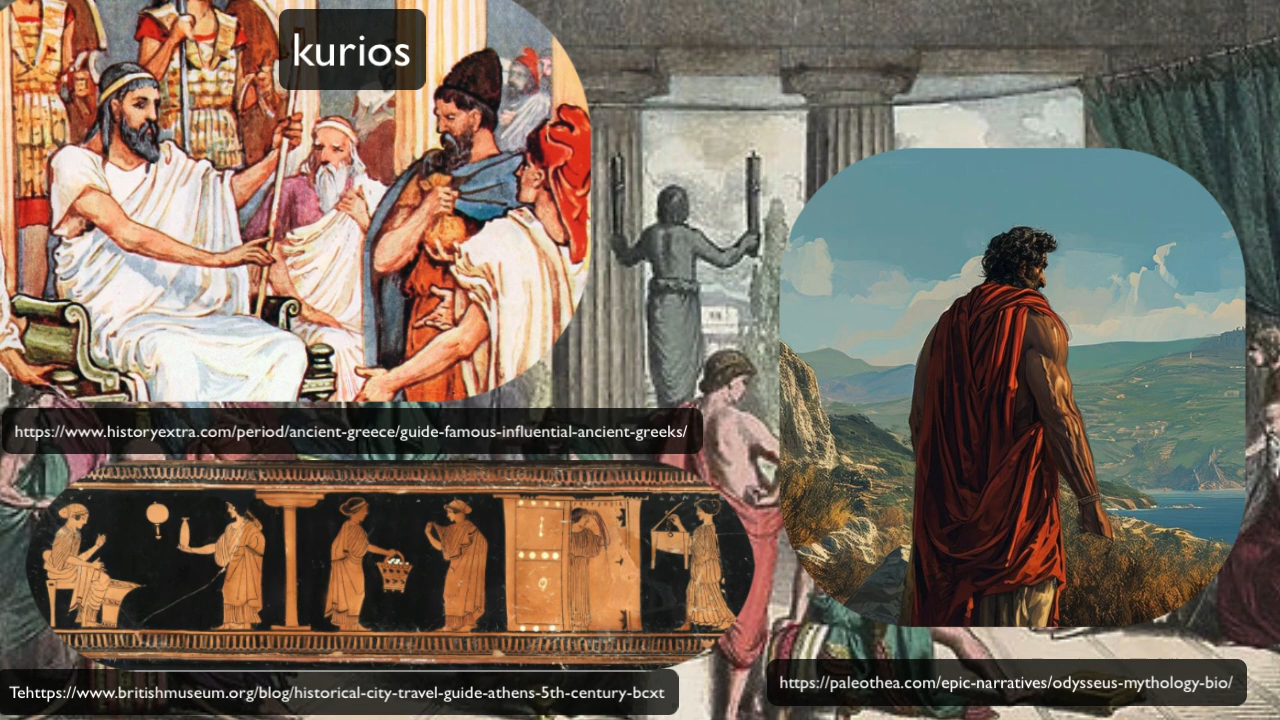 kurios
https://www.historyextra.com/period/ancient-greece/guide-famous-influential-ancient-greeks/
Tehttps://www.britishmuseum.org/blog/historical-city-travel-guide-athens-5th-century-bcxt
https://paleothea.com/epic-narratives/odysseus-mythology-bio/